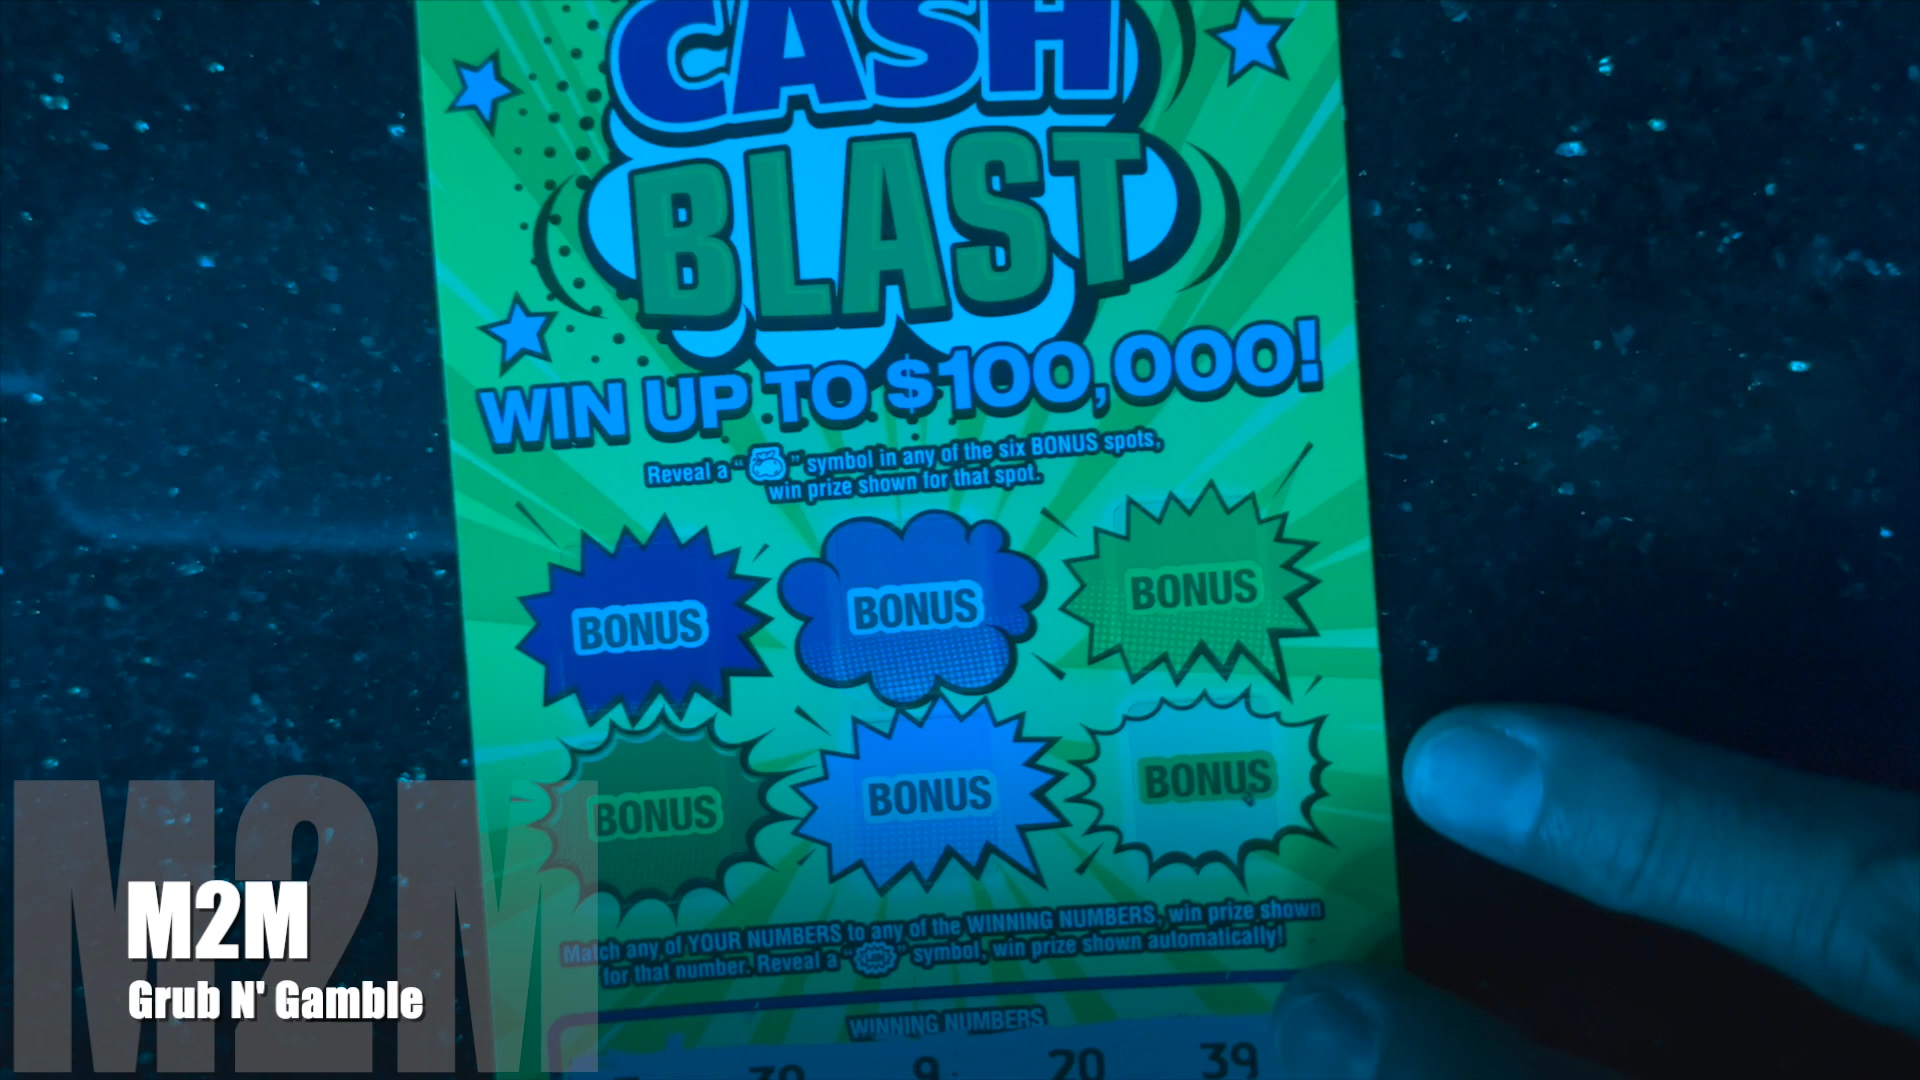 CASH
BLAST
WIN UP TO $100,000!
Reveal a " " symbol in any of the six BONUS spots,
win prize shown for that spot.
BONUS BONUS BONUS
BONUS BONUS BONUS
Match any of YOUR NUMBERS to any of the WINNING NUMBERS, win prize shown
for that number. Reveal a " " symbol, win prize shown automatically!
WINNING NUMBERS
9 20 39
M2M
M2M
Grub N' Gamble